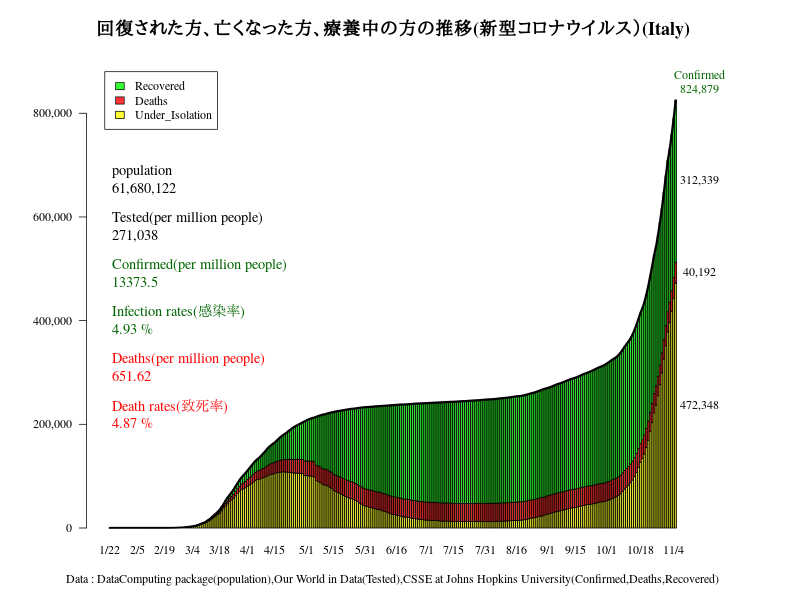 回復された方、亡くなった方、療養中の方の推移(新型コロナウイルス）(Italy)
Confirmed
824,879
Recovered
Deaths
Under_Isolation
800,000
600,000
400,000
200,000
0
population
61,680,122
Tested(per million people)
271,038
Confirmed(per million people)
13373.5
Infection rates(感染率)
4.93 %
Deaths(per million people)
651.62
Death rates(致死率)
4.87 %
312,339
40,192
472,348
1/22 2/5 2/19 3/4 3/18 4/1 4/15 5/1 5/15 5/31 6/16 7/1 7/15 7/31 8/16 9/1 9/15 10/1 10/18 11/4
Data : DataComputing package(population),Our World in Data(Tested),CSSE at Johns Hopkins University(Confirmed,Deaths,Recovered)